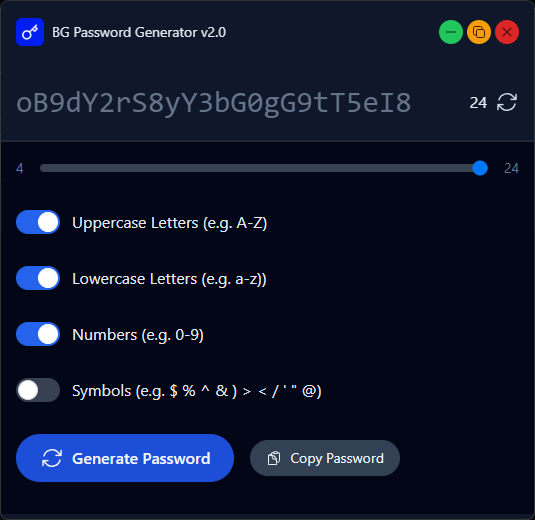 BG Password Generator v2.0
oB9dY2rS8yY3bG0gG9tT5eI8 24
4 24
Uppercase Letters (e.g. A-Z)
Lowercase Letters (e.g. a-z))
Numbers (e.g. 0-9)
Symbols (e.g. $ % ^ & ) > < / ' " @)
Generate Password Copy Password